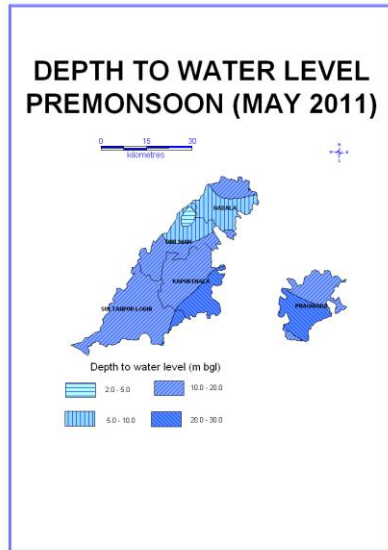 DEPTH TO WATER LEVEL
PREMONSOON (MAY 2011)
0 15 30
kilometres
NADALA
DHILWAN
KAPURTHALA
SULTANPUR LODHI
PHAGWARA
Depth to water level (m bgl)
2.0 - 5.0
10.0 - 20.0
5.0 - 10.0
20.0 - 30.0